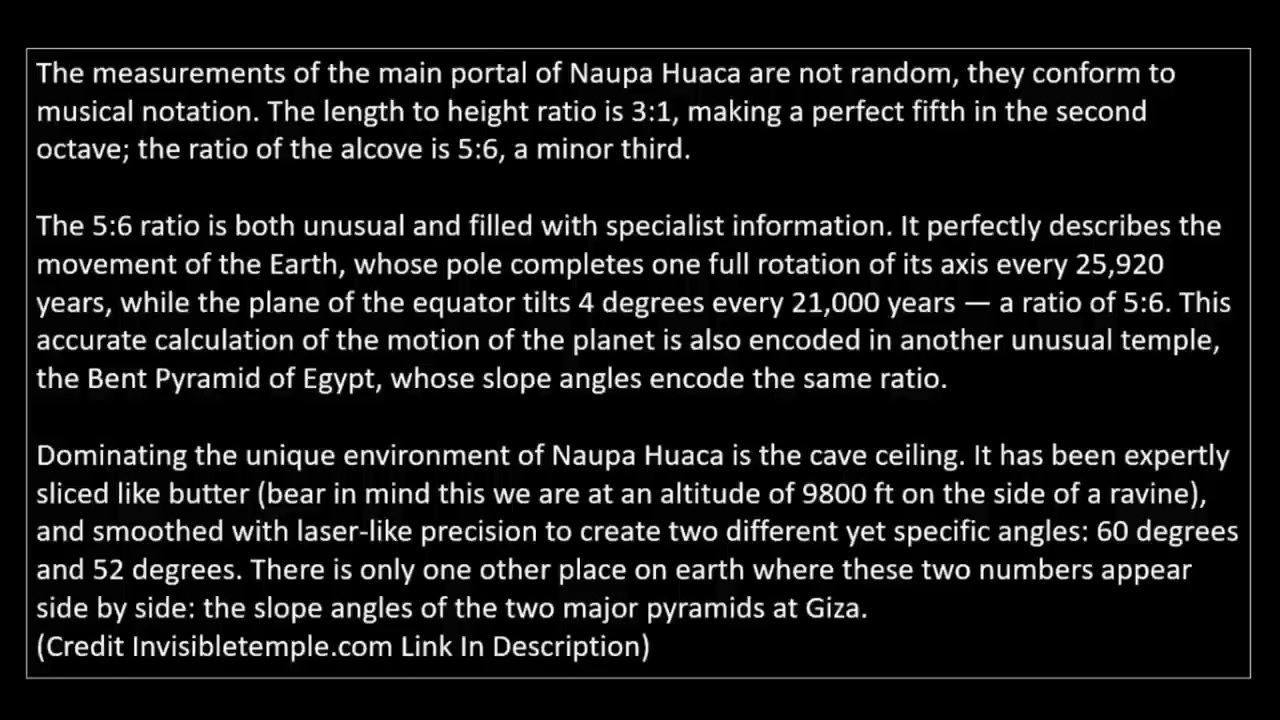 The measurements of the main portal of Naupa Huaca are not random, they conform to
musical notation. The length to height ratio is 3:1, making a perfect fifth in the second
octave; the ratio of the alcove is 5:6, a minor third.
The 5:6 ratio is both unusual and filled with specialist information. It perfectly describes the
movement of the Earth, whose pole completes one full rotation of its axis every 25,920
years, while the plane of the equator tilts 4 degrees every 21,000 years — a ratio of 5:6. This
accurate calculation of the motion of the planet is also encoded in another unusual temple,
the Bent Pyramid of Egypt, whose slope angles encode the same ratio.
Dominating the unique environment of Naupa Huaca is the cave ceiling. It has been expertly
sliced like butter (bear in mind this we are at an altitude of 9800 ft on the side of a ravine),
and smoothed with laser-like precision to create two different yet specific angles: 60 degrees
and 52 degrees. There is only one other place on earth where these two numbers appear
side by side: the slope angles of the two major pyramids at Giza.
(Credit Invisibletemple.com Link In Description)